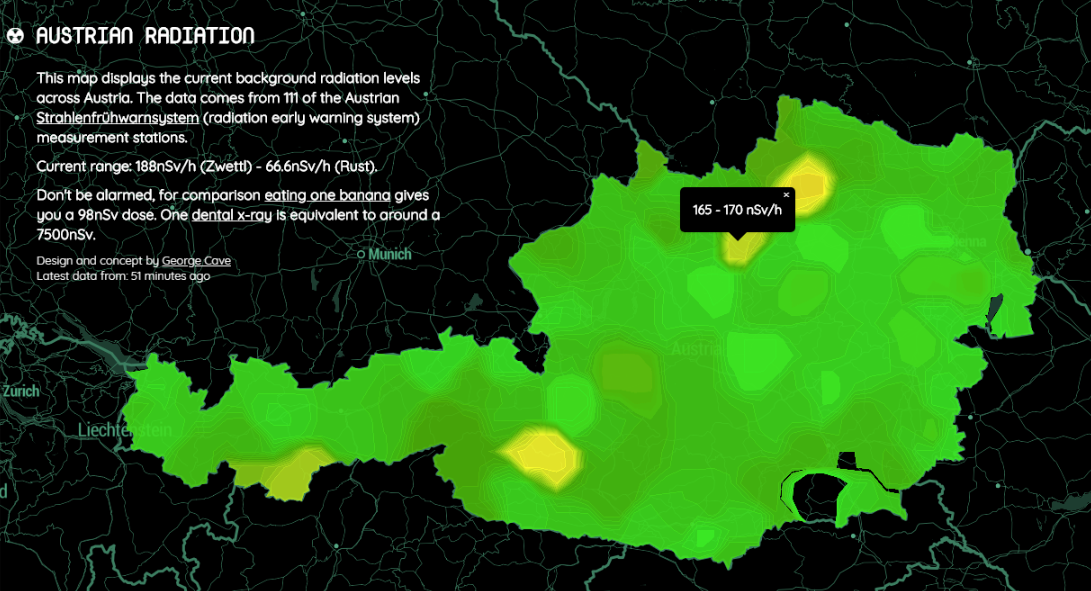 AUSTRIAN RADIATION
This map displays the current background radiation levels
across Austria. The data comes from 111 of the Austrian
Strahlenfrühwarnsystem (radiation early warning system)
measurement stations.
Current range: 188nSv/h (Zwettl) - 66.6nSv/h (Rust).
Don't be alarmed, for comparison eating one banana gives
you a 98nSv dose. One dental x-ray is equivalent to around a
7500nSv.
Design and concept by George Cave
Latest data from: 51 minutes ago
Munich
×
165 - 170 nSv/h
Vienna
Austria
Zürich
Liechtenstein
d